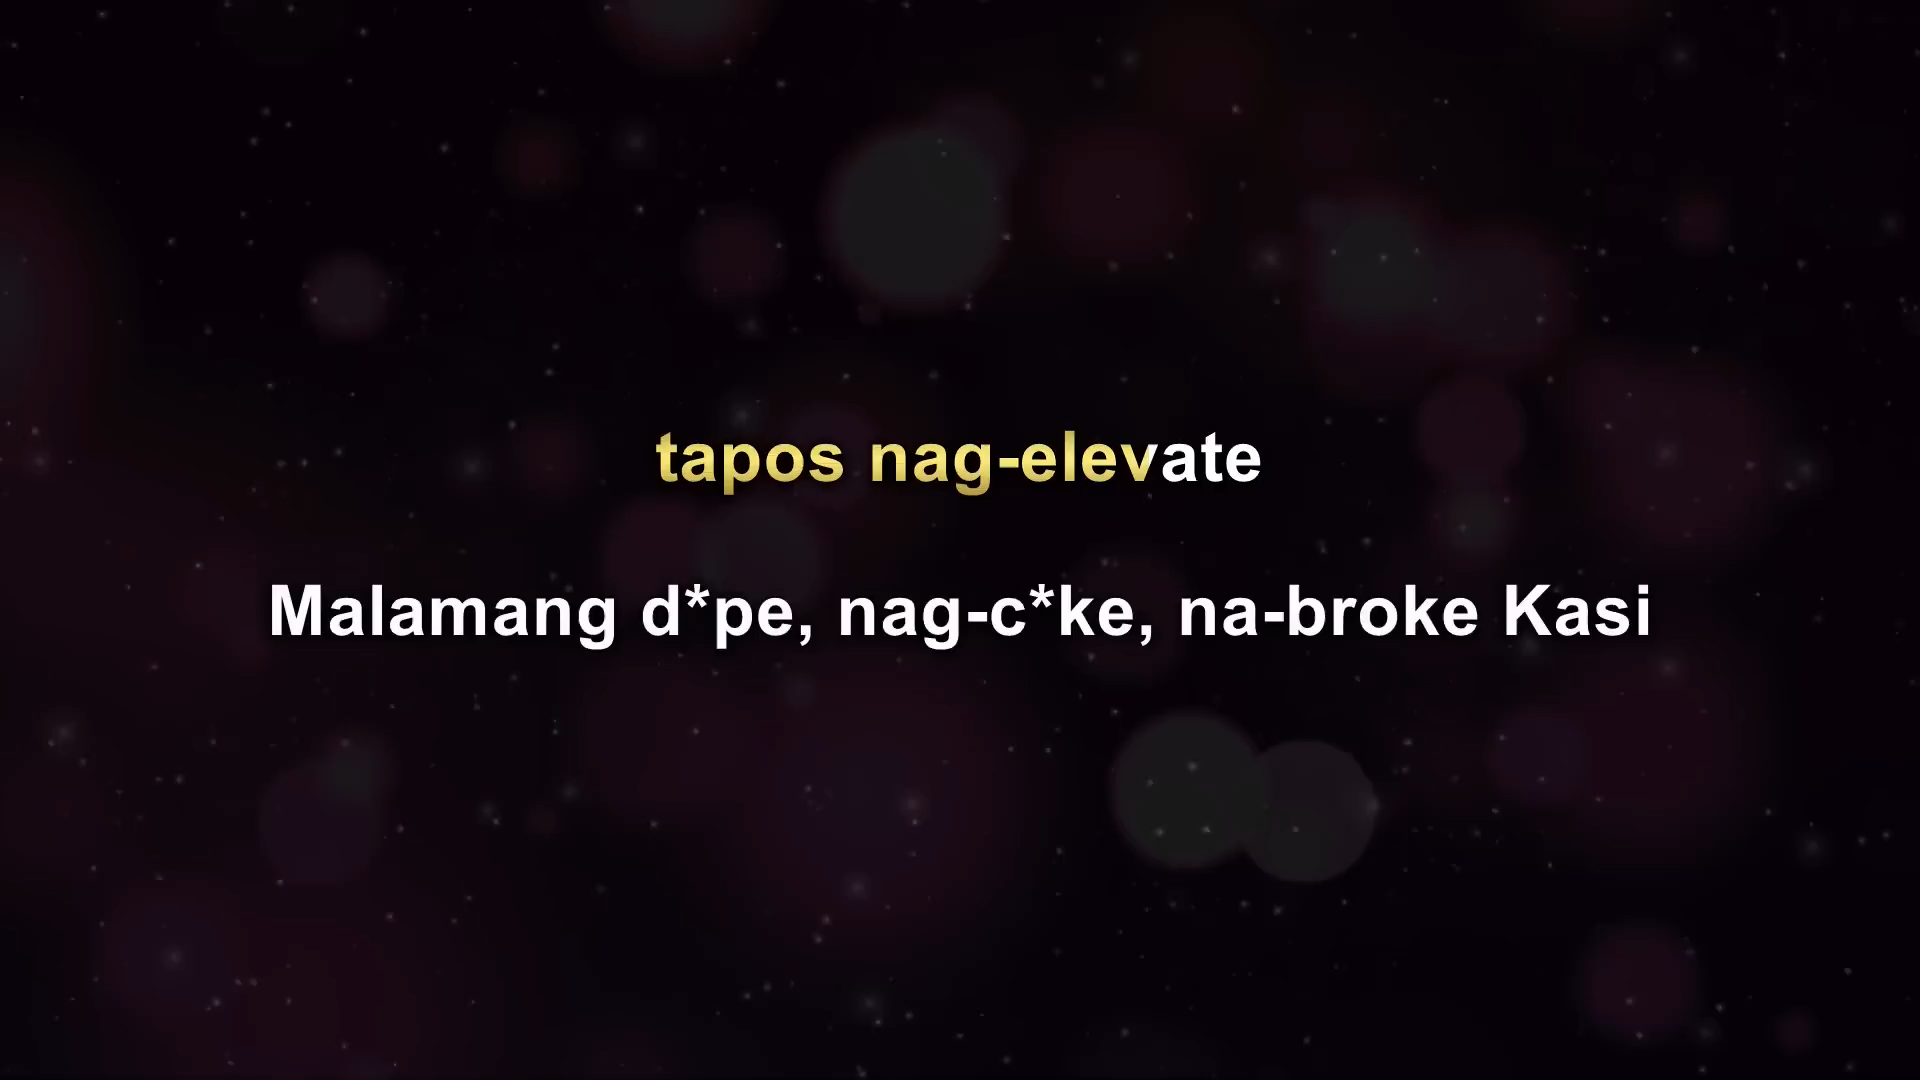 tapos nag-elevate
Malamang d*pe, nag-c*ke, na-broke Kasi